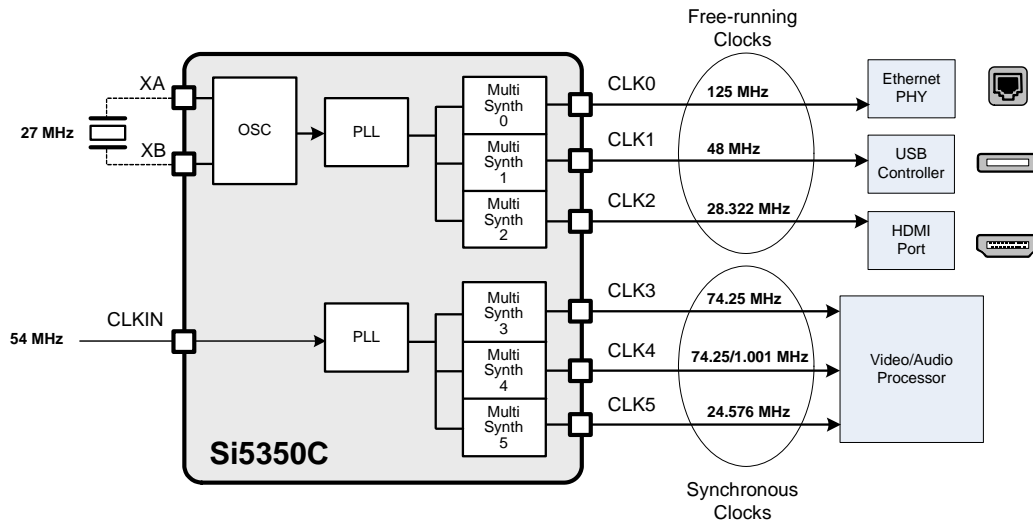 Free-running
Clocks
XA
XB
27 MHz
OSC
PLL
Multi
Synth
0
Multi
Synth
1
Multi
Synth
2
CLK0
125 MHz
CLK1
48 MHz
CLK2
28.322 MHz
Ethernet
PHY
USB
Controller
HDMI
Port
CLKIN
54 MHz
PLL
Multi
Synth
3
Multi
Synth
4
Multi
Synth
5
CLK3
74.25 MHz
CLK4
74.25/1.001 MHz
CLK5
24.576 MHz
Video/Audio
Processor
Si5350C
Synchronous
Clocks